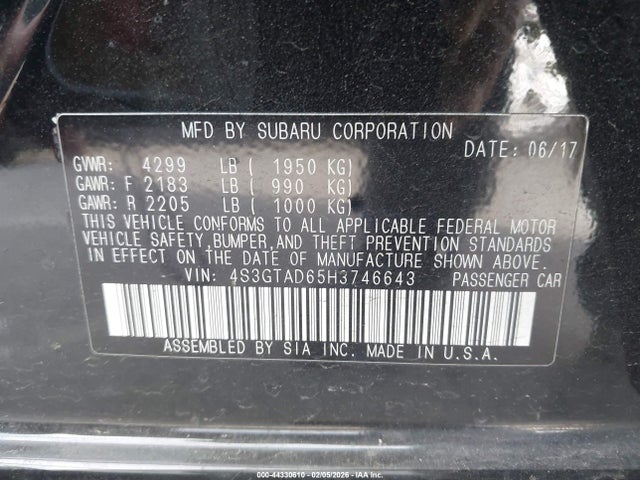 MFD BY SUBARU CORPORATION
DATE: 06/17
GVWR: 4299 LB ( 1950 KG)
GAWR: F 2183 LB ( 990 KG)
GAWR: R 2205 LB ( 1000 KG)
THIS VEHICLE CONFORMS TO ALL APPLICABLE FEDERAL MOTOR
VEHICLE SAFETY, BUMPER, AND THEFT PREVENTION STANDARDS
IN EFFECT ON THE DATE OF MANUFACTURE SHOWN ABOVE.
VIN: 4S3GTAD65H3746643 PASSENGER CAR
ASSEMBLED BY SIA INC. MADE IN U.S.A.
000-44330610 - 02/05/2026 - IAA Inc.